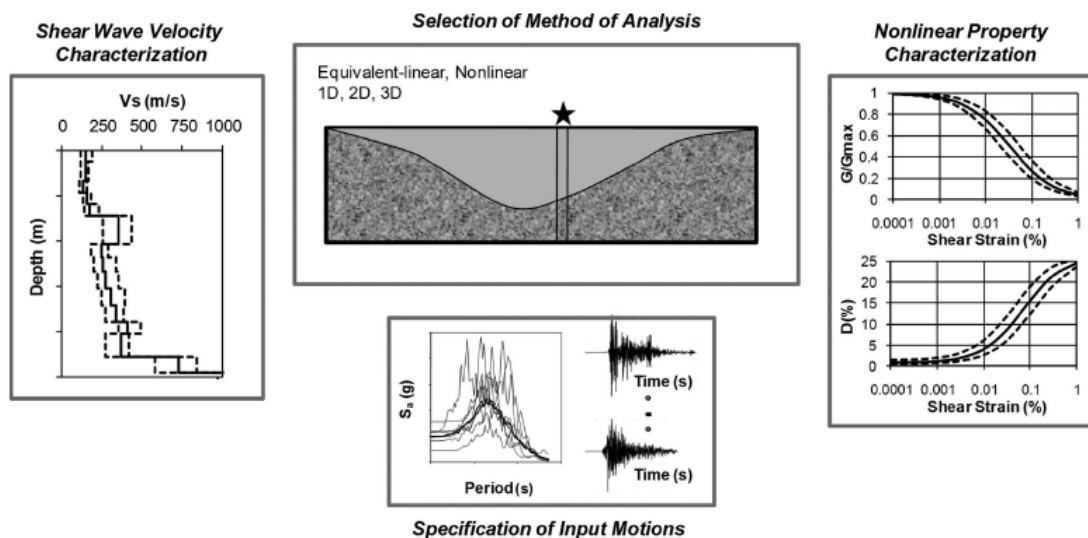 Shear Wave Velocity
Characterization
Vs (m/s)
0 250 500 750 1000
Depth (m)
Selection of Method of Analysis
Equivalent-linear, Nonlinear
1D, 2D, 3D
Sa (g)
Period (s)
Time (s)
Time (s)
Specification of Input Motions
Nonlinear Property
Characterization
G/Gmax
1
0.8
0.6
0.4
0.2
0
0.0001 0.001 0.01 0.1 1
Shear Strain (%)
D(%)
25
20
15
10
5
0
0.0001 0.001 0.01 0.1 1
Shear Strain (%)